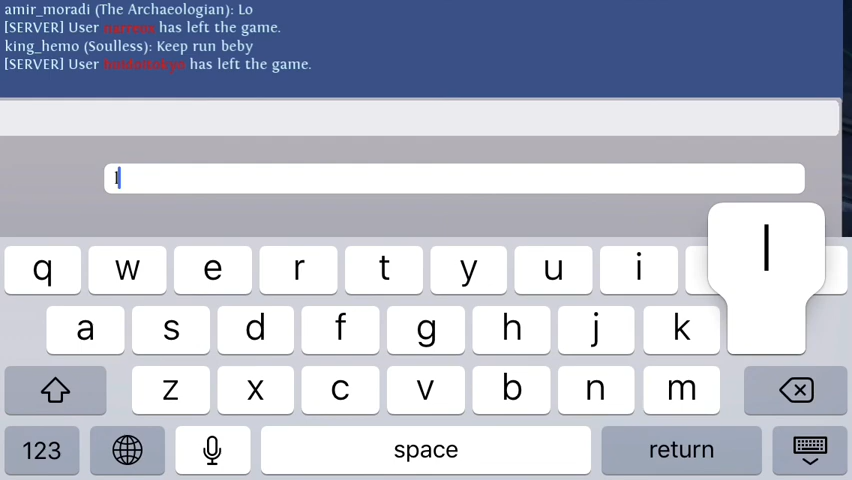 amir_moradi (The Archaeologian): Lo
[SERVER] User has left the game.
king_hemo (Soulless): Keep run beby
[SERVER] User has left the game.
l
l
q w e r t y u i
a s d f g h j k
z x c v b n m
123 space return